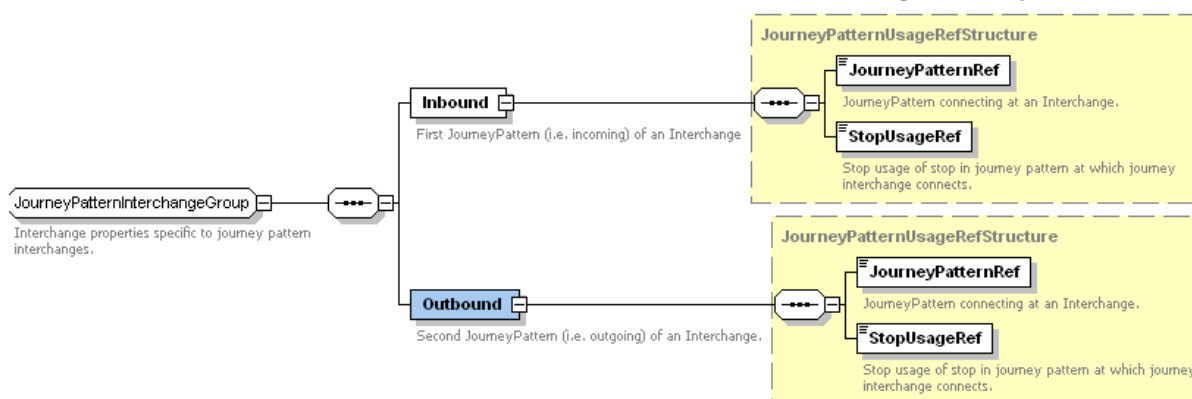 JourneyPatternUsageRefStructure
JourneyPatternRef
JourneyPattern connecting at an Interchange.
Inbound
First JourneyPattern (i.e. incoming) of an Interchange
StopUsageRef
Stop usage of stop in journey pattern at which journey
interchange connects.
JourneyPatternInterchangeGroup
Interchange properties specific to journey pattern
interchanges.
JourneyPatternUsageRefStructure
JourneyPatternRef
JourneyPattern connecting at an Interchange.
Outbound
Second JourneyPattern (i.e. outgoing) of an Interchange.
StopUsageRef
Stop usage of stop in journey pattern at which journey
interchange connects.